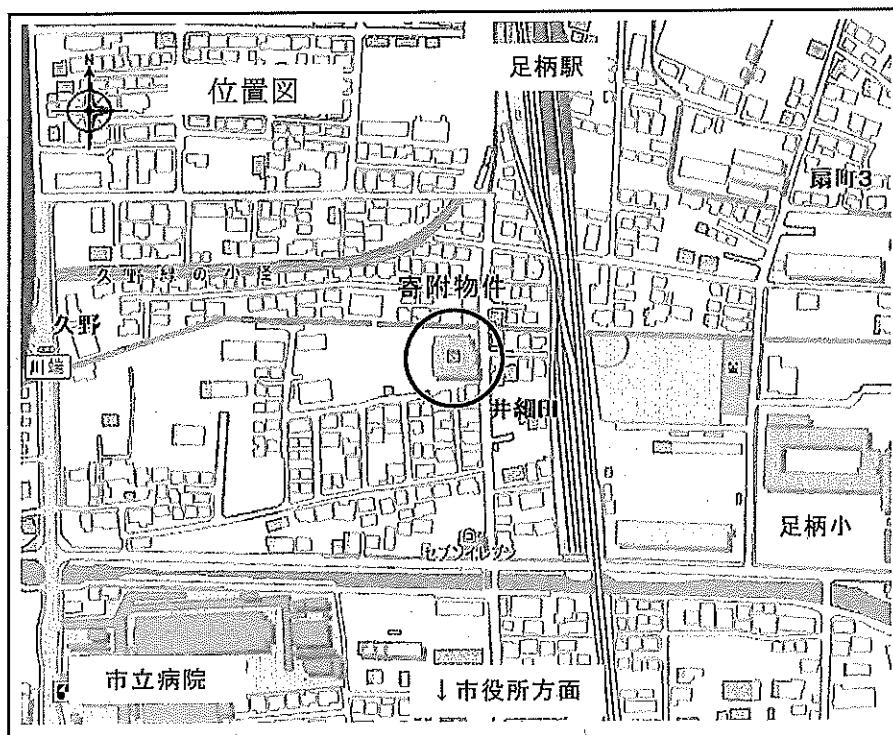 N
位置図
足柄駅
扇町3
久野緑の小径
寄附物件
久野
川端
井細田
足柄小
セブンイレブン
市立病院
↓市役所方面